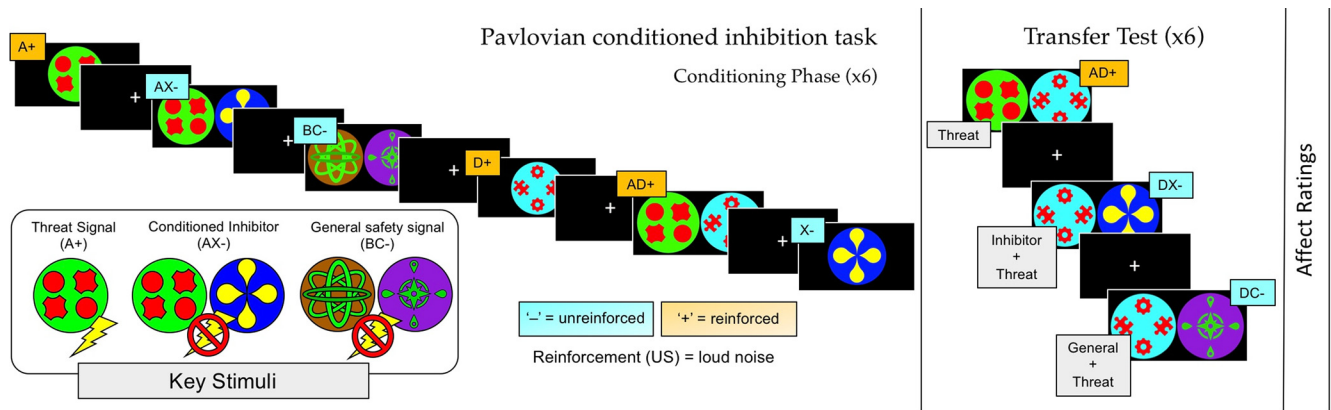 Pavlovian conditioned inhibition task
Conditioning Phase (x6)
A+
+
AX-
+
BC-
+
D+
+
AD+
+
X-
Threat Signal
(A+)
Conditioned Inhibitor
(AX-)
General safety signal
(BC-)
Key Stimuli
‘–’ = unreinforced
‘+’ = reinforced
Reinforcement (US) = loud noise
Transfer Test (x6)
AD+
Threat
+
DX-
Inhibitor
+
Threat
+
DC-
General
+
Threat
Affect Ratings